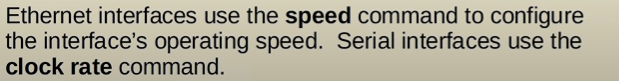 Ethernet interfaces use the speed command to configure
the interface's operating speed.  Serial interfaces use the
clock rate command.